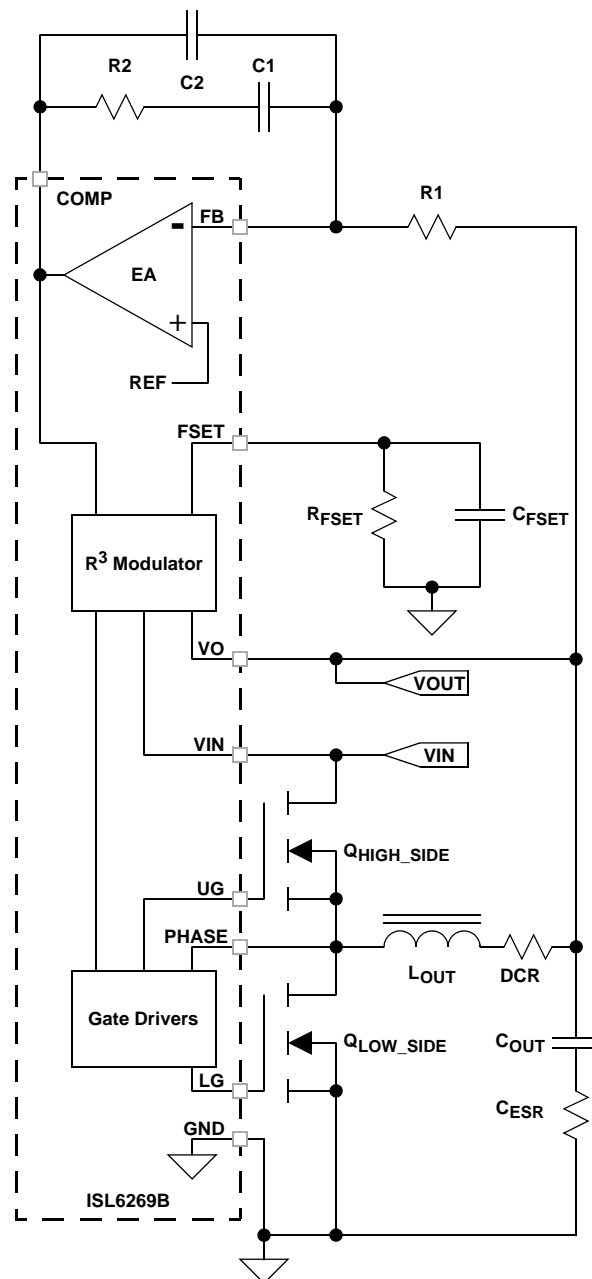 R2
C2
C1
COMP
FB
R1
EA
-
+
REF
FSET
R³ Modulator
RFSET
CFSET
VO
VOUT
VIN
VIN
QHIGH_SIDE
UG
PHASE
LOUT
DCR
Gate Drivers
QLOW_SIDE
COUT
LG
CESR
GND
ISL6269B